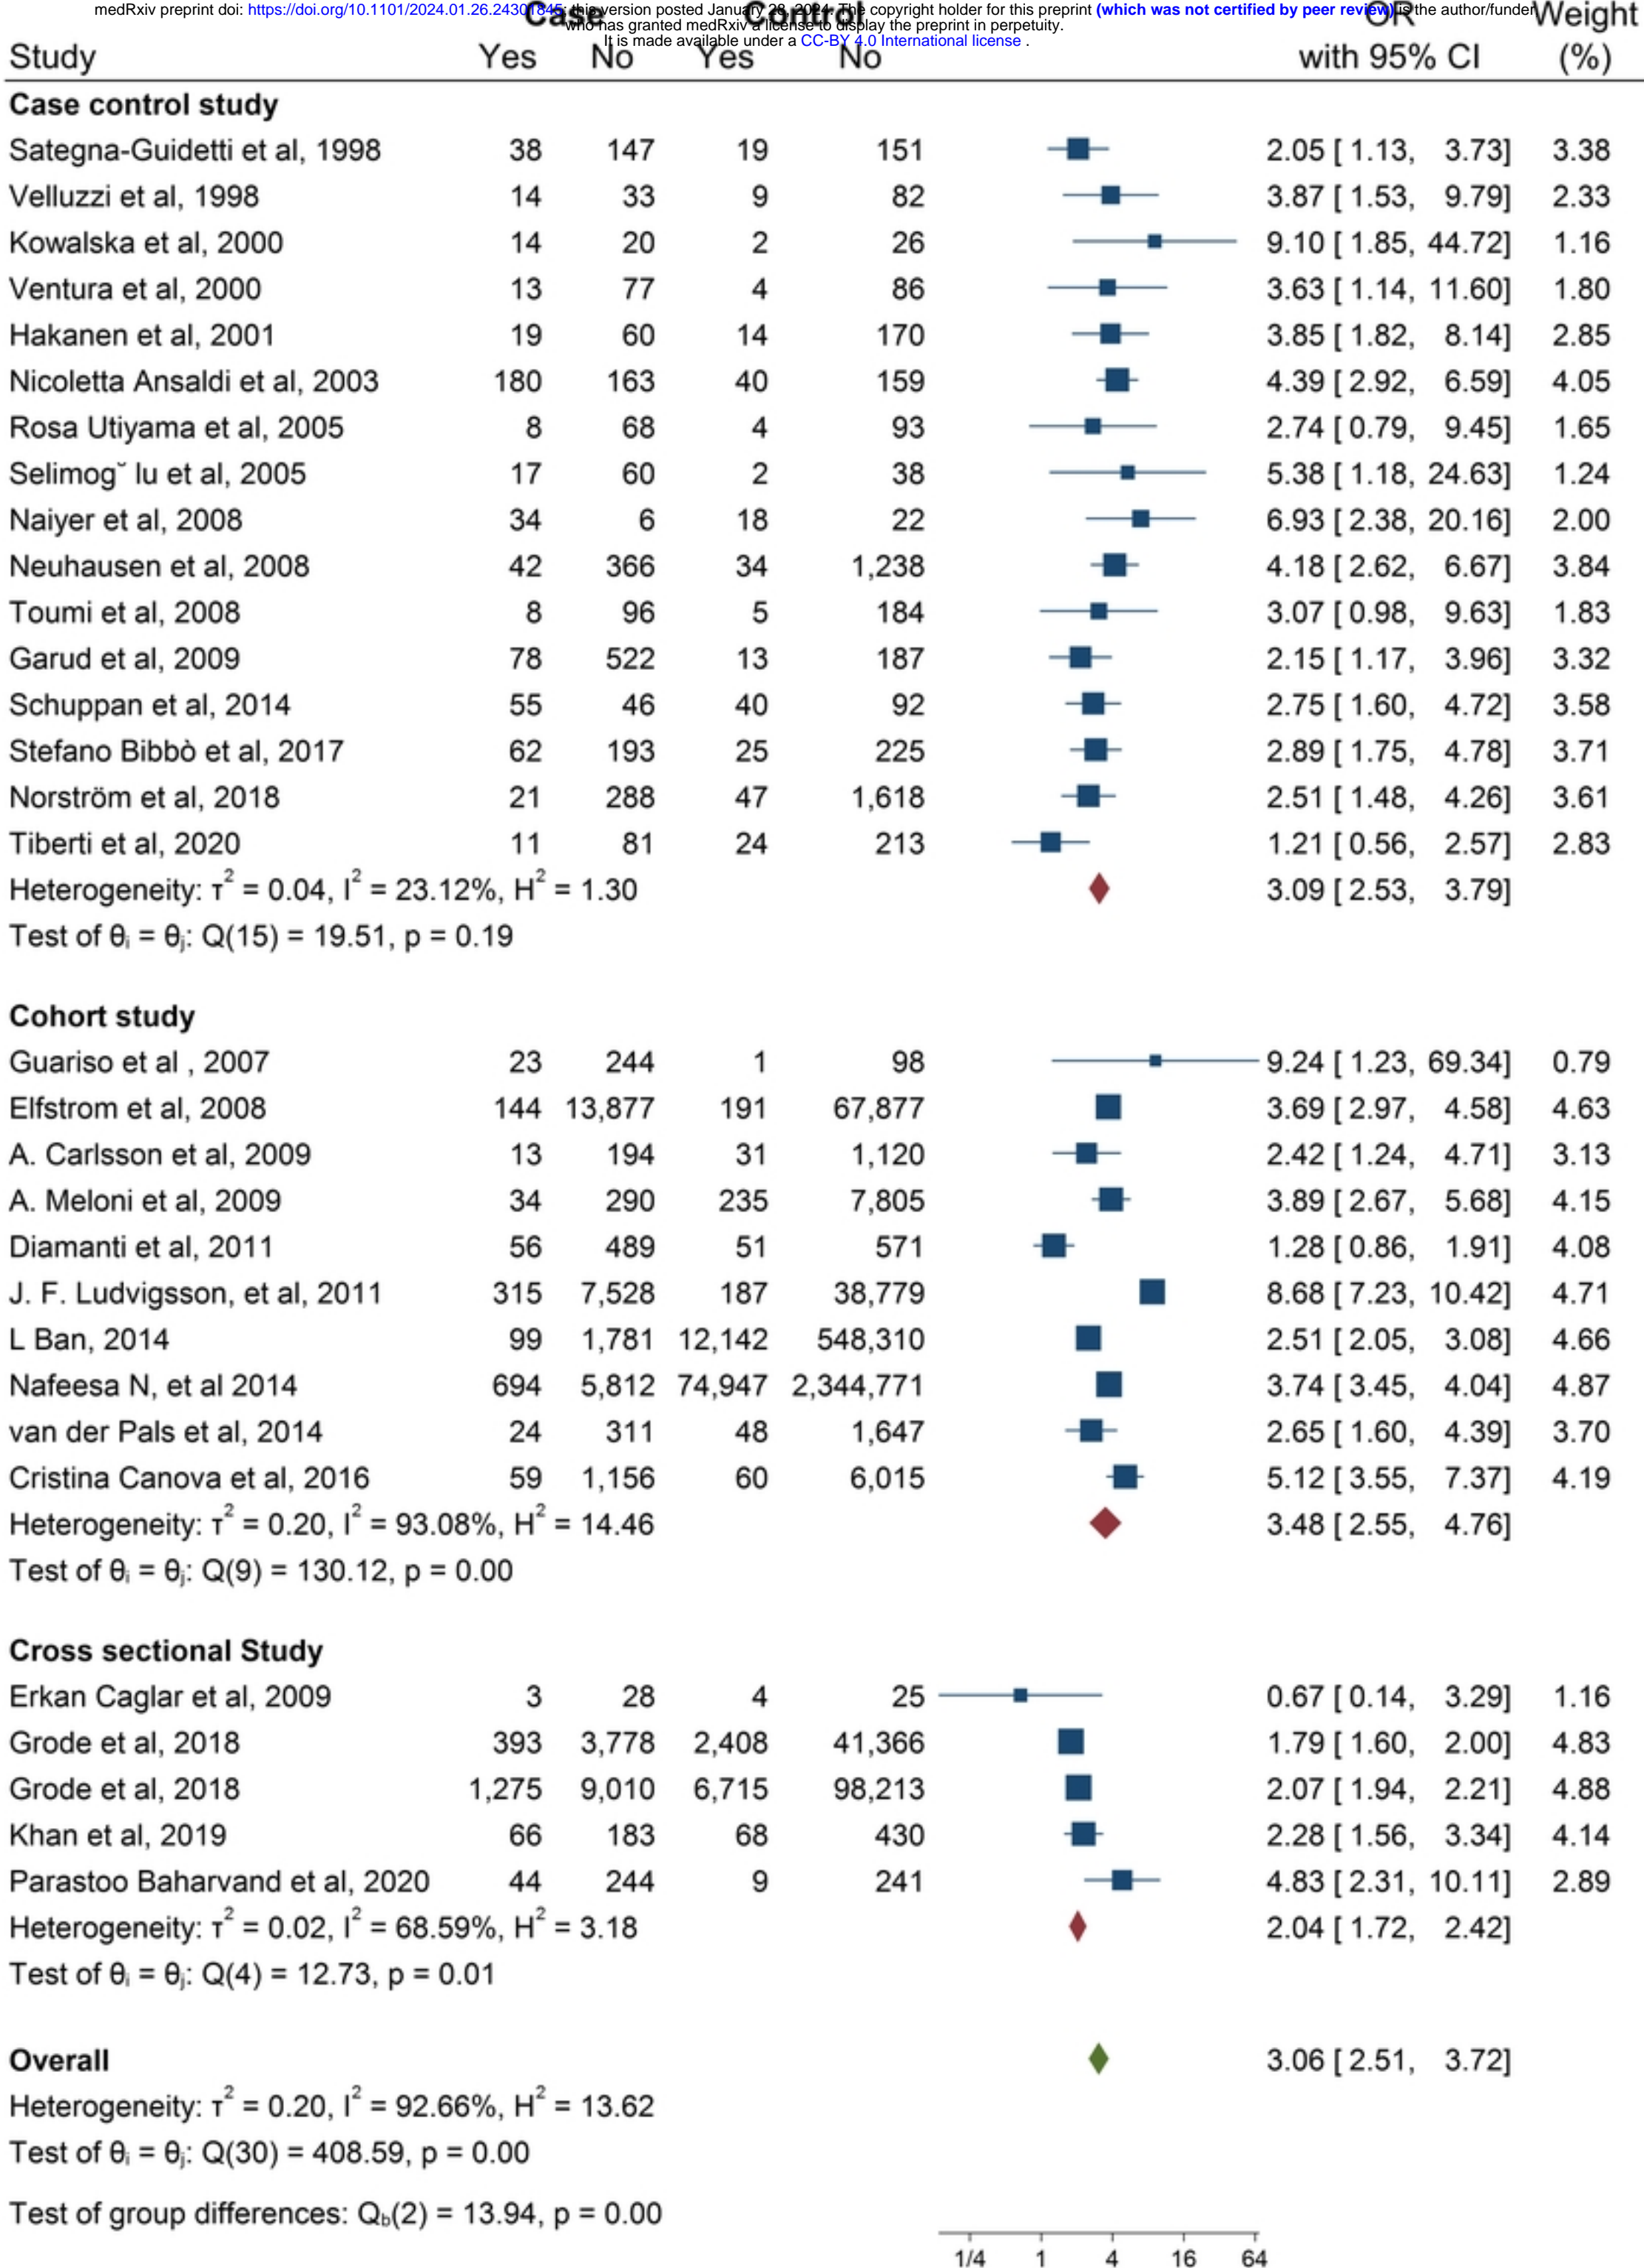 medRxiv preprint doi: https://doi.org/10.1101/2024.01.26.24301845; this version posted January 28, 2024. The copyright holder for this preprint (which was not certified by peer review) is the author/funder
who has granted medRxiv a license to display the preprint in perpetuity.
It is made available under a CC-BY 4.0 International license .
Case Control OR Weight
Study Yes No Yes No with 95% CI (%)
Case control study
Sategna-Guidetti et al, 1998 38 147 19 151 2.05 [ 1.13, 3.73] 3.38
Velluzzi et al, 1998 14 33 9 82 3.87 [ 1.53, 9.79] 2.33
Kowalska et al, 2000 14 20 2 26 9.10 [ 1.85, 44.72] 1.16
Ventura et al, 2000 13 77 4 86 3.63 [ 1.14, 11.60] 1.80
Hakanen et al, 2001 19 60 14 170 3.85 [ 1.82, 8.14] 2.85
Nicoletta Ansaldi et al, 2003 180 163 40 159 4.39 [ 2.92, 6.59] 4.05
Rosa Utiyama et al, 2005 8 68 4 93 2.74 [ 0.79, 9.45] 1.65
Selimog˘ lu et al, 2005 17 60 2 38 5.38 [ 1.18, 24.63] 1.24
Naiyer et al, 2008 34 6 18 22 6.93 [ 2.38, 20.16] 2.00
Neuhausen et al, 2008 42 366 34 1,238 4.18 [ 2.62, 6.67] 3.84
Toumi et al, 2008 8 96 5 184 3.07 [ 0.98, 9.63] 1.83
Garud et al, 2009 78 522 13 187 2.15 [ 1.17, 3.96] 3.32
Schuppan et al, 2014 55 46 40 92 2.75 [ 1.60, 4.72] 3.58
Stefano Bibbò et al, 2017 62 193 25 225 2.89 [ 1.75, 4.78] 3.71
Norström et al, 2018 21 288 47 1,618 2.51 [ 1.48, 4.26] 3.61
Tiberti et al, 2020 11 81 24 213 1.21 [ 0.56, 2.57] 2.83
Heterogeneity: τ² = 0.04, I² = 23.12%, H² = 1.30 3.09 [ 2.53, 3.79]
Test of θᵢ = θⱼ: Q(15) = 19.51, p = 0.19
Cohort study
Guariso et al , 2007 23 244 1 98 9.24 [ 1.23, 69.34] 0.79
Elfstrom et al, 2008 144 13,877 191 67,877 3.69 [ 2.97, 4.58] 4.63
A. Carlsson et al, 2009 13 194 31 1,120 2.42 [ 1.24, 4.71] 3.13
A. Meloni et al, 2009 34 290 235 7,805 3.89 [ 2.67, 5.68] 4.15
Diamanti et al, 2011 56 489 51 571 1.28 [ 0.86, 1.91] 4.08
J. F. Ludvigsson, et al, 2011 315 7,528 187 38,779 8.68 [ 7.23, 10.42] 4.71
L Ban, 2014 99 1,781 12,142 548,310 2.51 [ 2.05, 3.08] 4.66
Nafeesa N, et al 2014 694 5,812 74,947 2,344,771 3.74 [ 3.45, 4.04] 4.87
van der Pals et al, 2014 24 311 48 1,647 2.65 [ 1.60, 4.39] 3.70
Cristina Canova et al, 2016 59 1,156 60 6,015 5.12 [ 3.55, 7.37] 4.19
Heterogeneity: τ² = 0.20, I² = 93.08%, H² = 14.46 3.48 [ 2.55, 4.76]
Test of θᵢ = θⱼ: Q(9) = 130.12, p = 0.00
Cross sectional Study
Erkan Caglar et al, 2009 3 28 4 25 0.67 [ 0.14, 3.29] 1.16
Grode et al, 2018 393 3,778 2,408 41,366 1.79 [ 1.60, 2.00] 4.83
Grode et al, 2018 1,275 9,010 6,715 98,213 2.07 [ 1.94, 2.21] 4.88
Khan et al, 2019 66 183 68 430 2.28 [ 1.56, 3.34] 4.14
Parastoo Baharvand et al, 2020 44 244 9 241 4.83 [ 2.31, 10.11] 2.89
Heterogeneity: τ² = 0.02, I² = 68.59%, H² = 3.18 2.04 [ 1.72, 2.42]
Test of θᵢ = θⱼ: Q(4) = 12.73, p = 0.01
Overall 3.06 [ 2.51, 3.72]
Heterogeneity: τ² = 0.20, I² = 92.66%, H² = 13.62
Test of θᵢ = θⱼ: Q(30) = 408.59, p = 0.00
Test of group differences: Q_b(2) = 13.94, p = 0.00
1/4 1 4 16 64